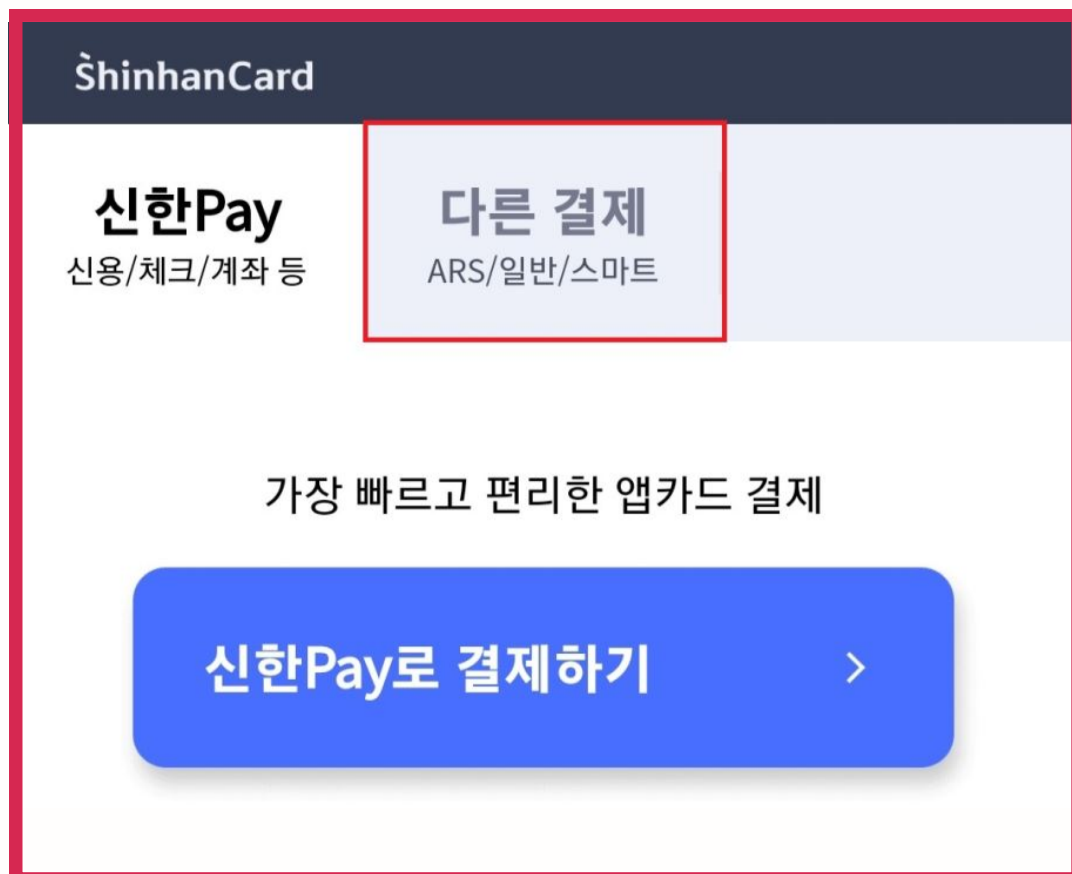 ShinhanCard
신한Pay
신용/체크/계좌 등
다른 결제
ARS/일반/스마트
가장 빠르고 편리한 앱카드 결제
신한Pay로 결제하기